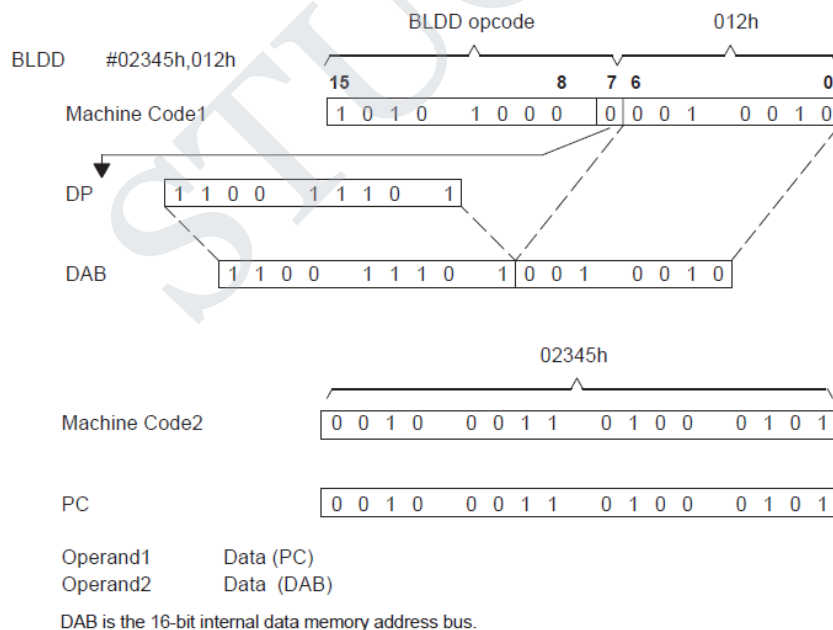 BLDD opcode 012h
BLDD #02345h,012h
15 8 7 6 0
Machine Code1 1 0 1 0 1 0 0 0 0 0 0 1 0 0 1 0
DP 1 1 0 0 1 1 1 0 1
DAB 1 1 0 0 1 1 1 0 1 0 0 1 0 0 1 0
02345h
Machine Code2 0 0 1 0 0 0 1 1 0 1 0 0 0 1 0 1
PC 0 0 1 0 0 0 1 1 0 1 0 0 0 1 0 1
Operand1 Data (PC)
Operand2 Data (DAB)
DAB is the 16-bit internal data memory address bus.